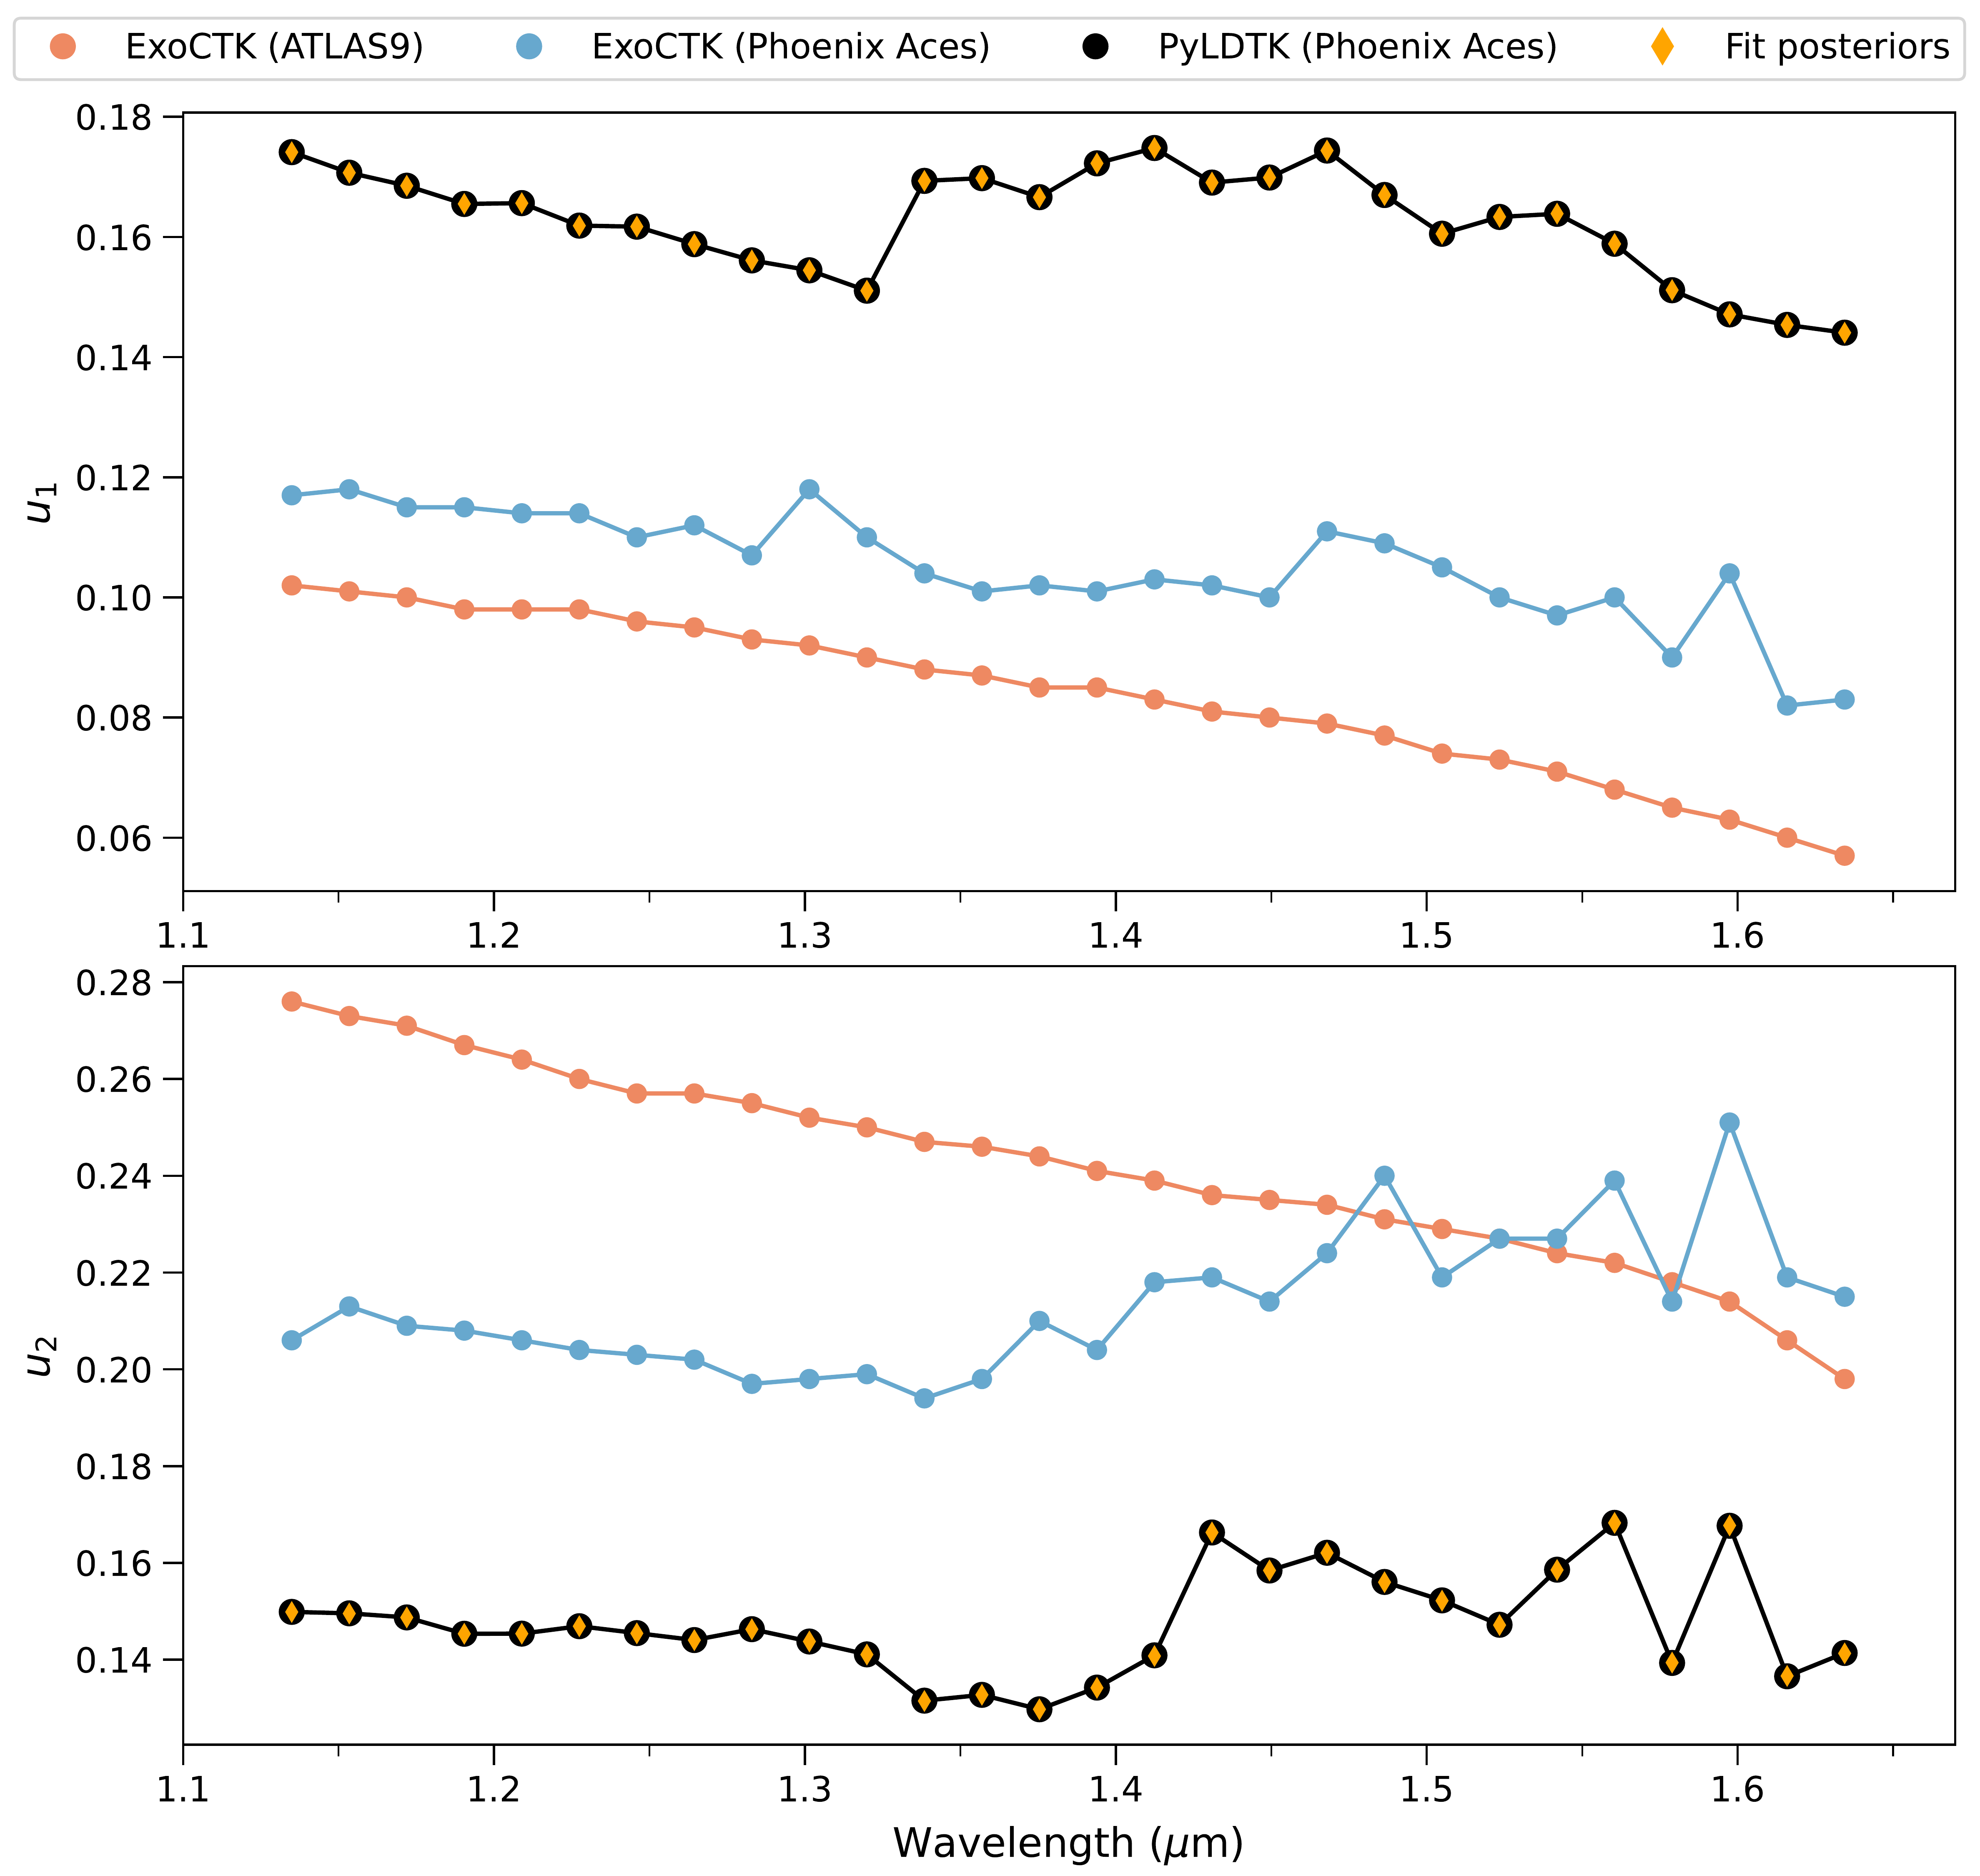 ExoCTK (ATLAS9) ExoCTK (Phoenix Aces) PyLDTK (Phoenix Aces) Fit posteriors
0.18
0.16
0.14
0.12
0.10
0.08
0.06
u1
1.1 1.2 1.3 1.4 1.5 1.6
0.28
0.26
0.24
0.22
0.20
0.18
0.16
0.14
u2
1.1 1.2 1.3 1.4 1.5 1.6
Wavelength (μm)